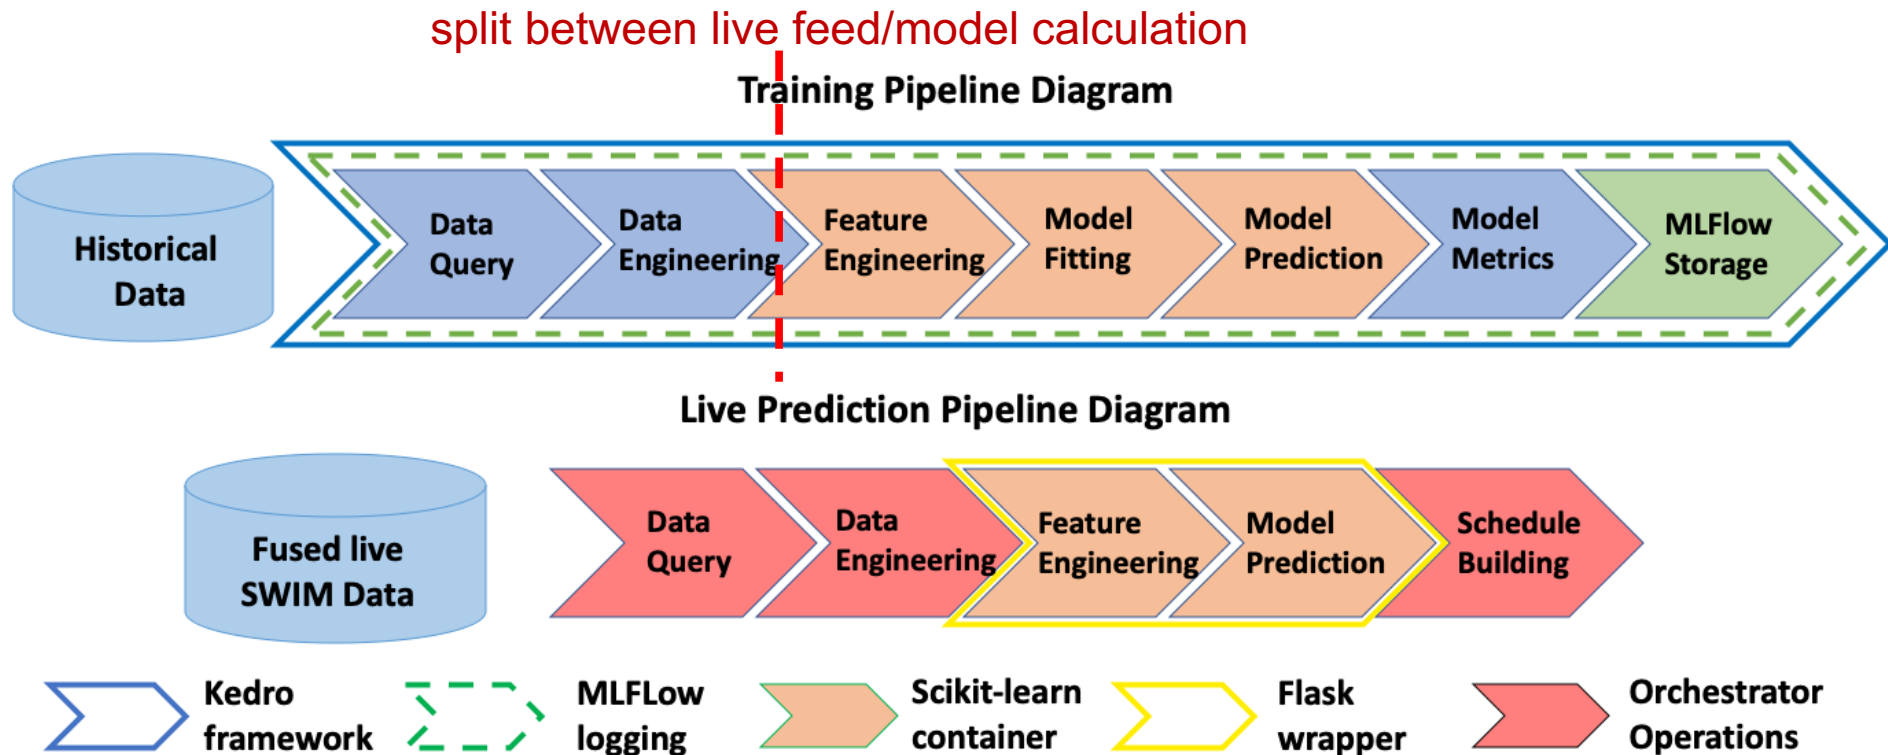 split between live feed/model calculation
Training Pipeline Diagram
Historical
Data
Data
Query
Data
Engineering
Feature
Engineering
Model
Fitting
Model
Prediction
Model
Metrics
MLFlow
Storage
Live Prediction Pipeline Diagram
Fused live
SWIM Data
Data
Query
Data
Engineering
Feature
Engineering
Model
Prediction
Schedule
Building
Kedro
framework
MLFLow
logging
Scikit-learn
container
Flask
wrapper
Orchestrator
Operations